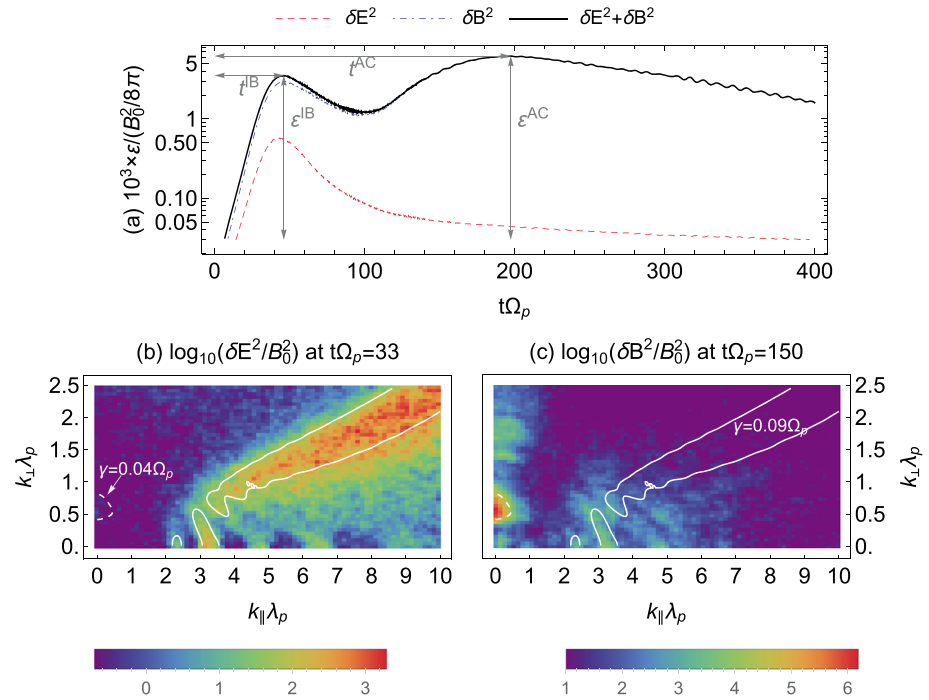 δE² δB² δE²+δB²
(a) 10³×ε/(B₀²/8π)
5
1
0.50
0.10
0.05
t^AC
t^IB
ε^IB
ε^AC
0 100 200 300 400
tΩₚ
(b) log₁₀(δE²/B₀²) at tΩₚ=33
(c) log₁₀(δB²/B₀²) at tΩₚ=150
k⊥λₚ
2.5
2.0
1.5
1.0
0.5
0.
γ=0.04Ωₚ
0 1 2 3 4 5 6 7 8 9 10
k∥λₚ
γ=0.09Ωₚ
2.5
2.0
1.5
1.0
0.5
0.
k⊥λₚ
0 1 2 3 4 5 6 7 8 9 10
k∥λₚ
0 1 2 3
1 2 3 4 5 6